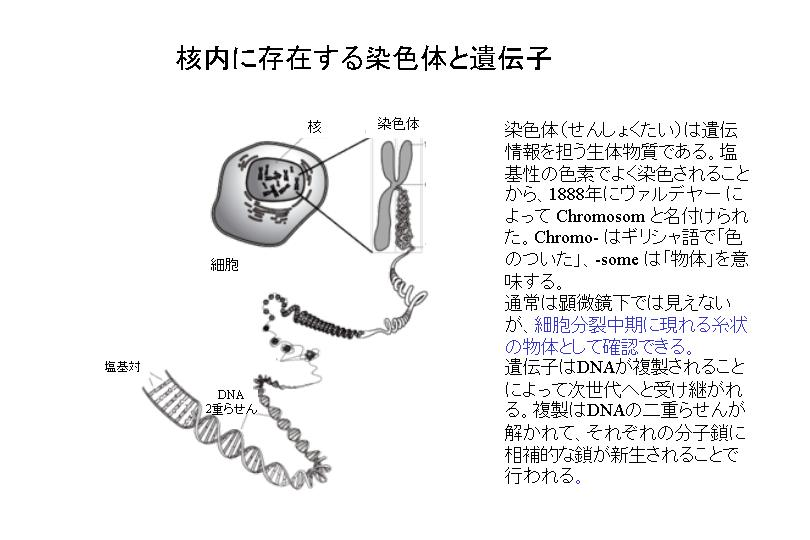 核内に存在する染色体と遺伝子
核
染色体
細胞
塩基対
DNA
2重らせん
染色体(せんしょくたい)は遺伝
情報を担う生体物質である。塩
基性の色素でよく染色されること
から、1888年にヴァルデヤー に
よって Chromosom と名付けられ
た。Chromo- はギリシャ語で「色
のついた」、-some は「物体」を意
味する。
通常は顕微鏡下では見えない
が、細胞分裂中期に現れる糸状
の物体として確認できる。
遺伝子はDNAが複製されること
によって次世代へと受け継がれ
る。複製はDNAの二重らせんが
解かれて、それぞれの分子鎖に
相補的な鎖が新生されることで
行われる。